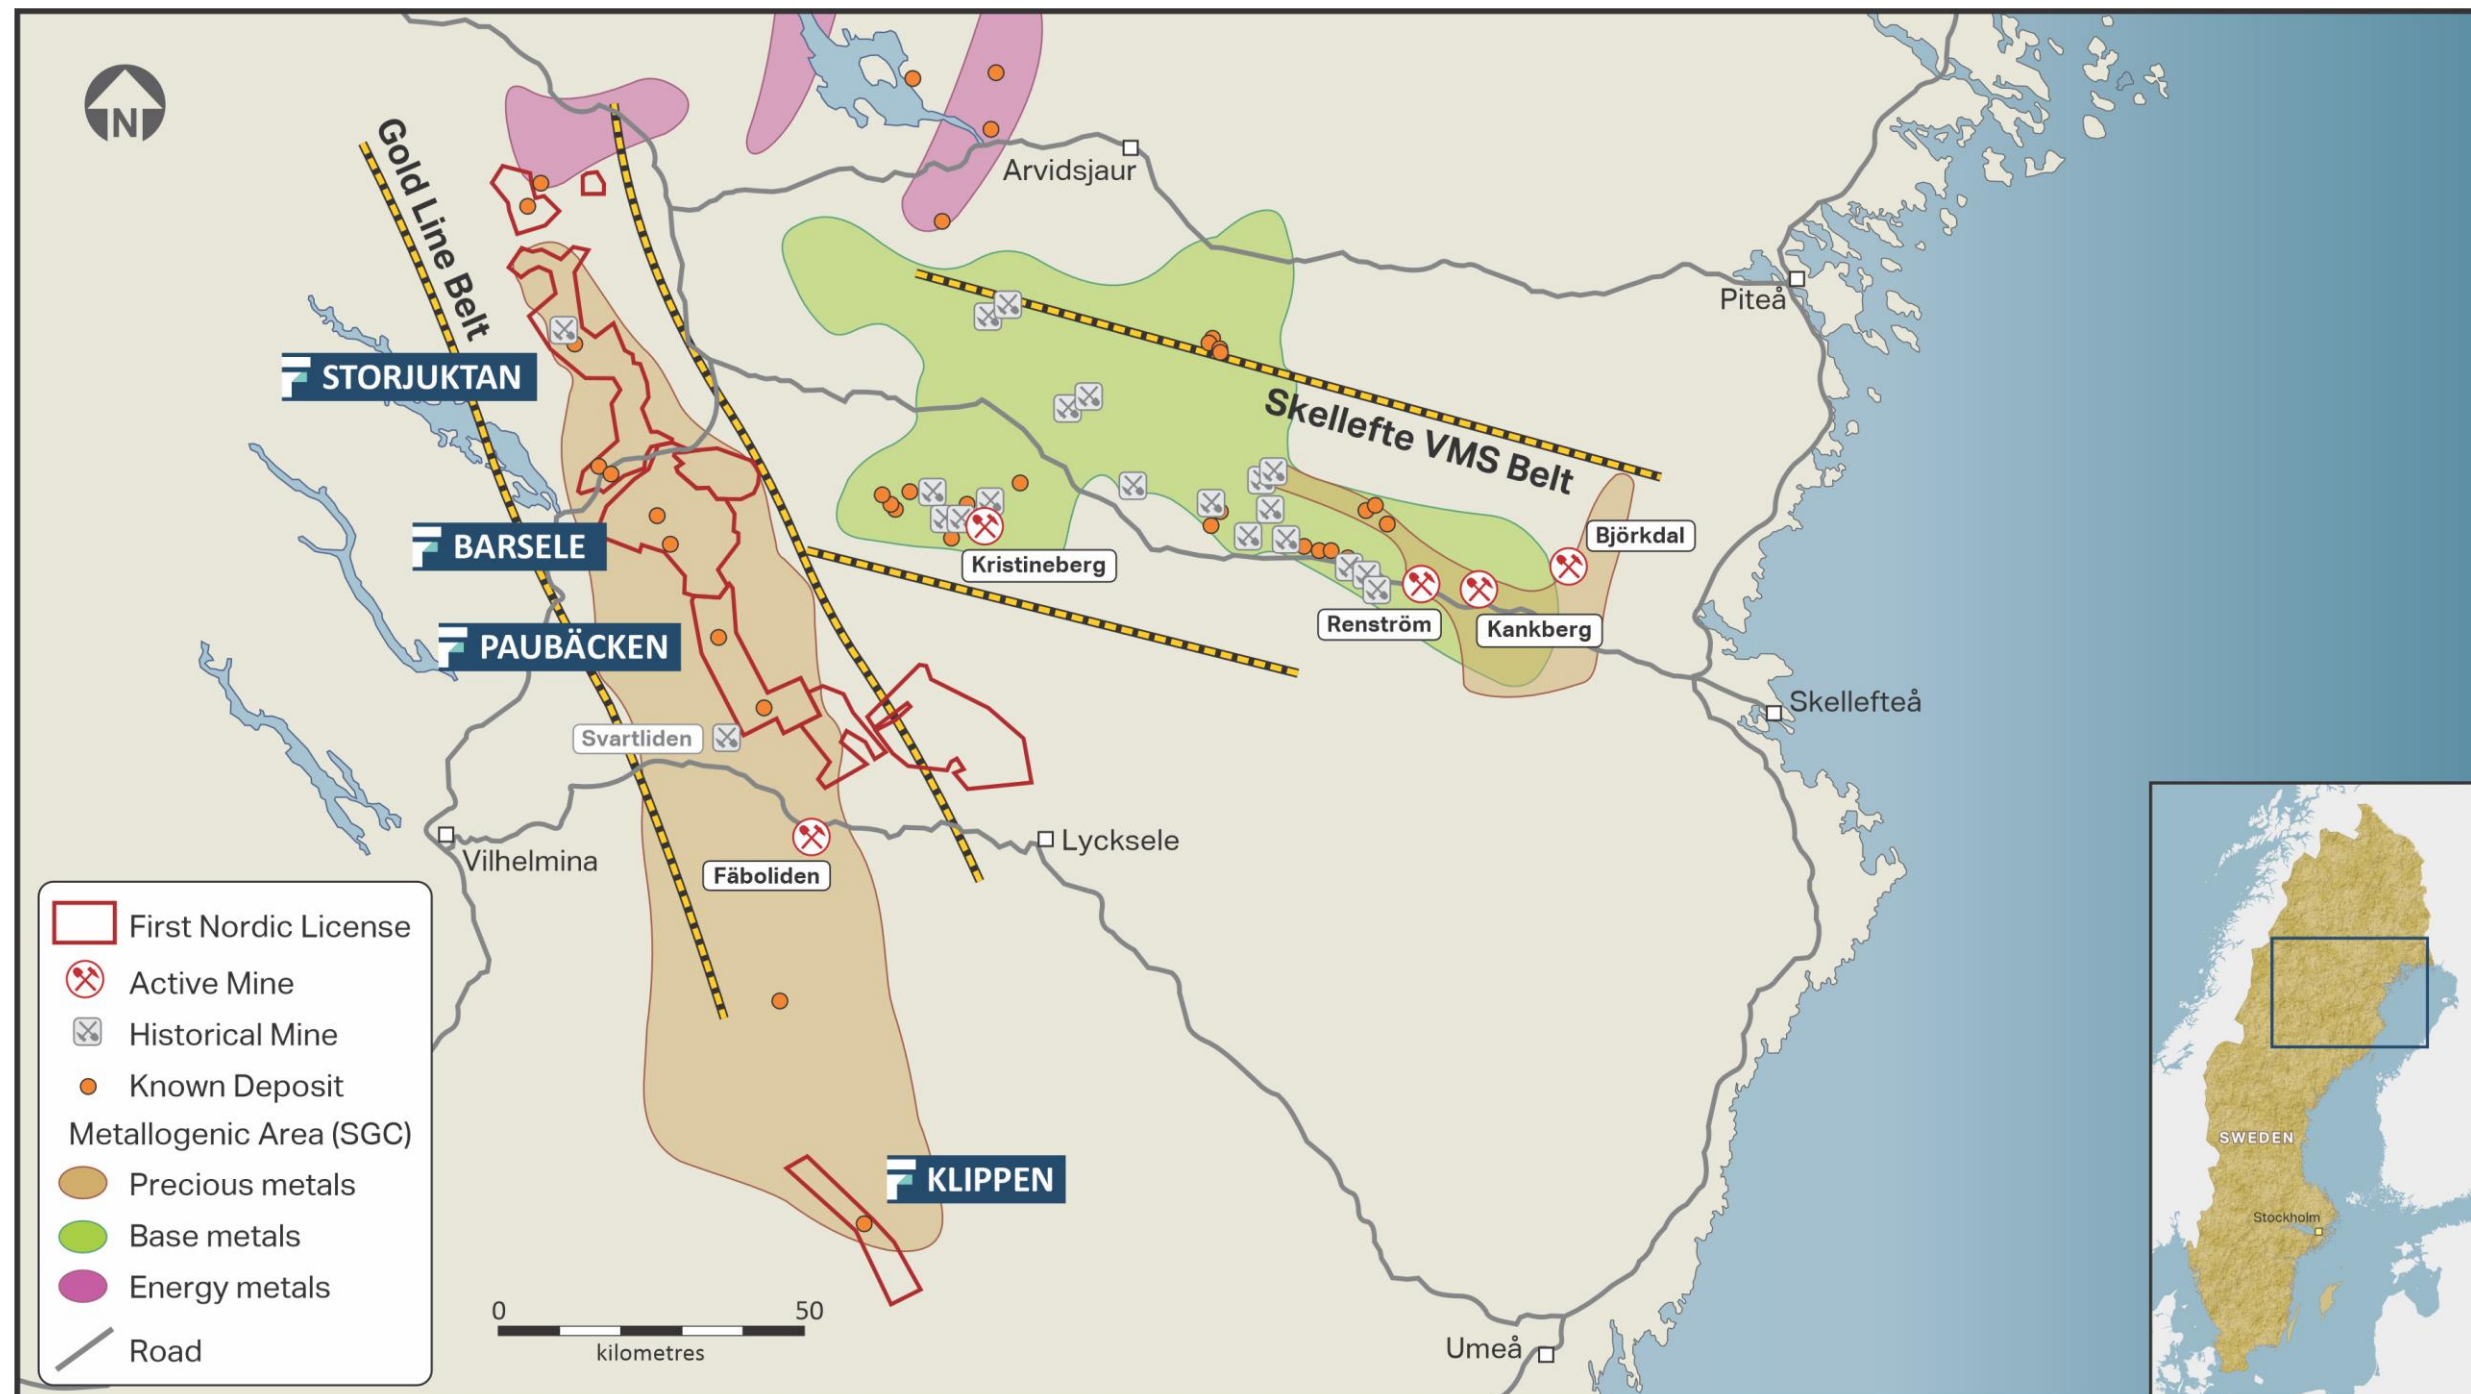 N
Gold Line Belt
Arvidsjaur
Piteå
STORJUKTAN
Skellefte VMS Belt
BARSELE
Björkdal
Kristineberg
Renström
Kankberg
PAUBÄCKEN
Skellefteå
Svartliden
Vilhelmina
Lycksele
Fäboliden
First Nordic License
Active Mine
Historical Mine
Known Deposit
Metallogenic Area (SGC)
Precious metals
Base metals
Energy metals
Road
KLIPPEN
0 50
kilometres
Umeå
SWEDEN
Stockholm